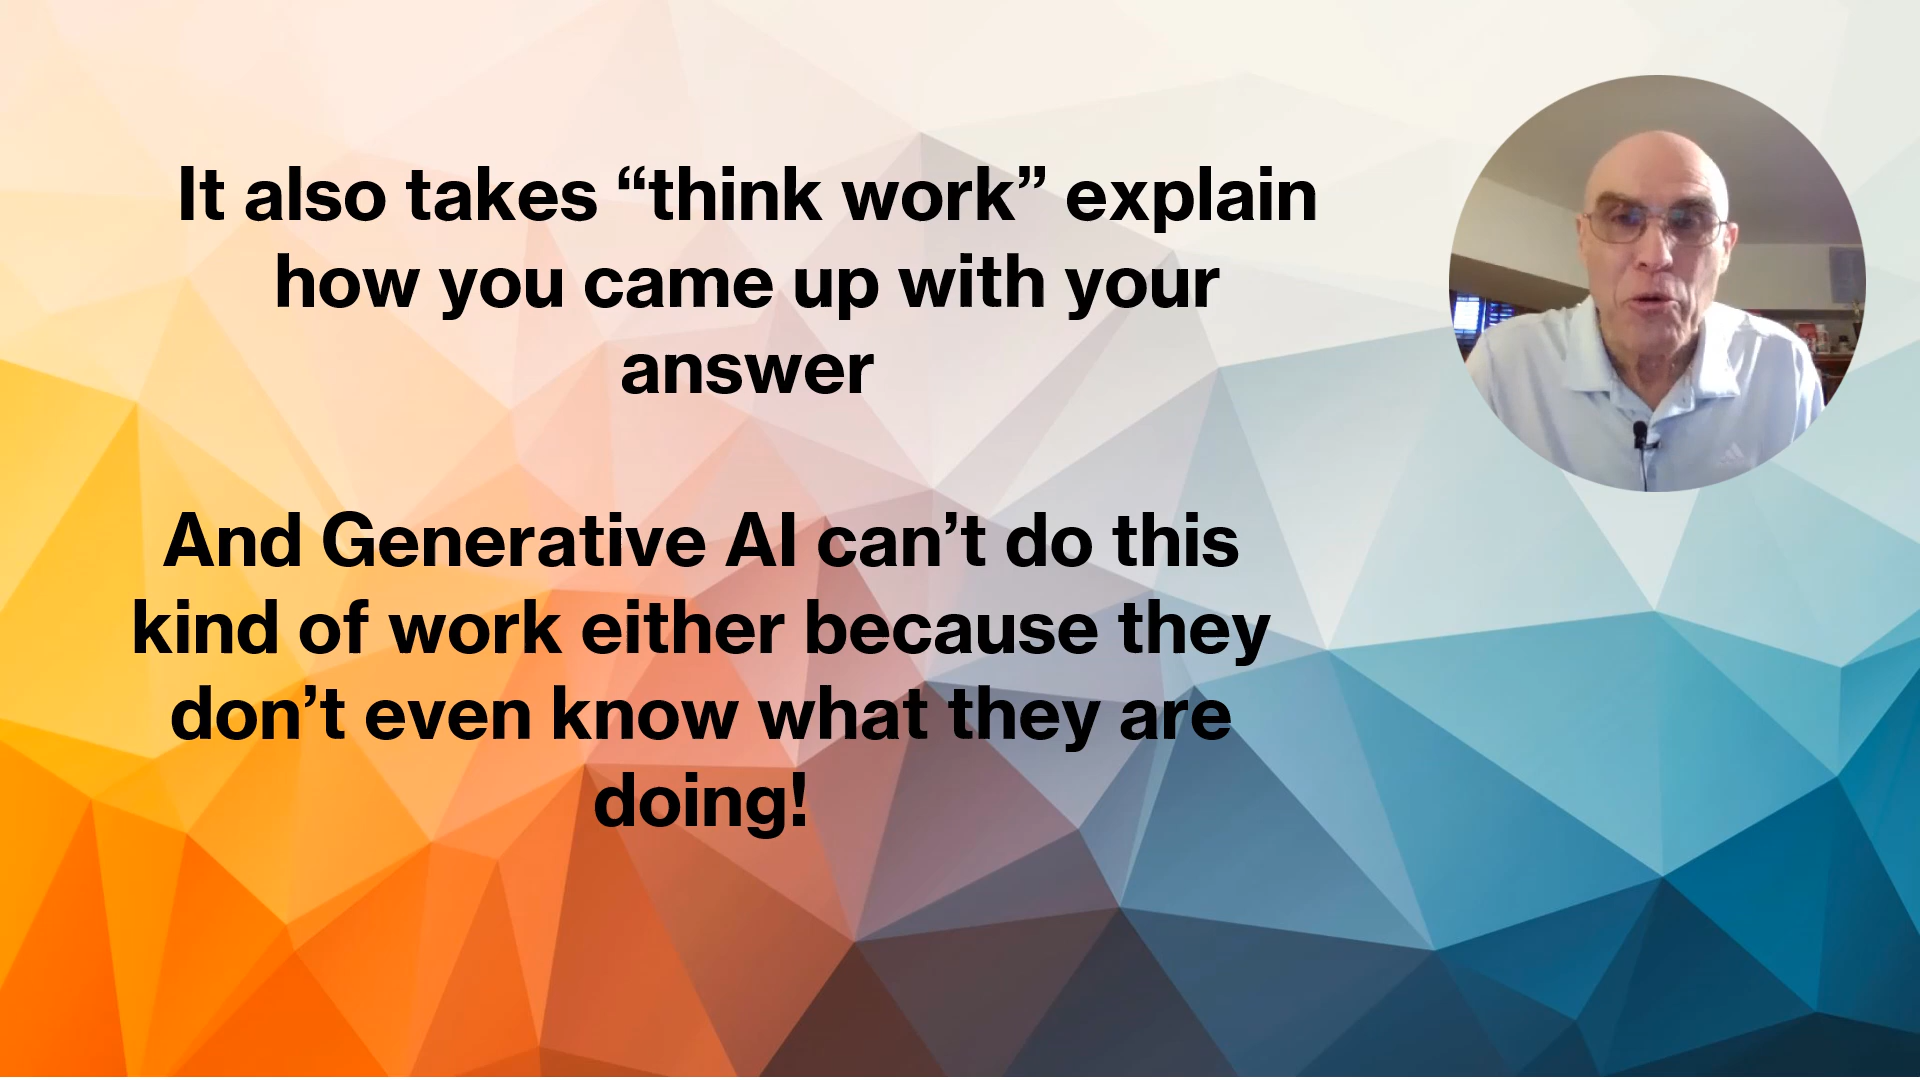 It also takes “think work” explain
how you came up with your
answer
And Generative AI can’t do this
kind of work either because they
don’t even know what they are
doing!